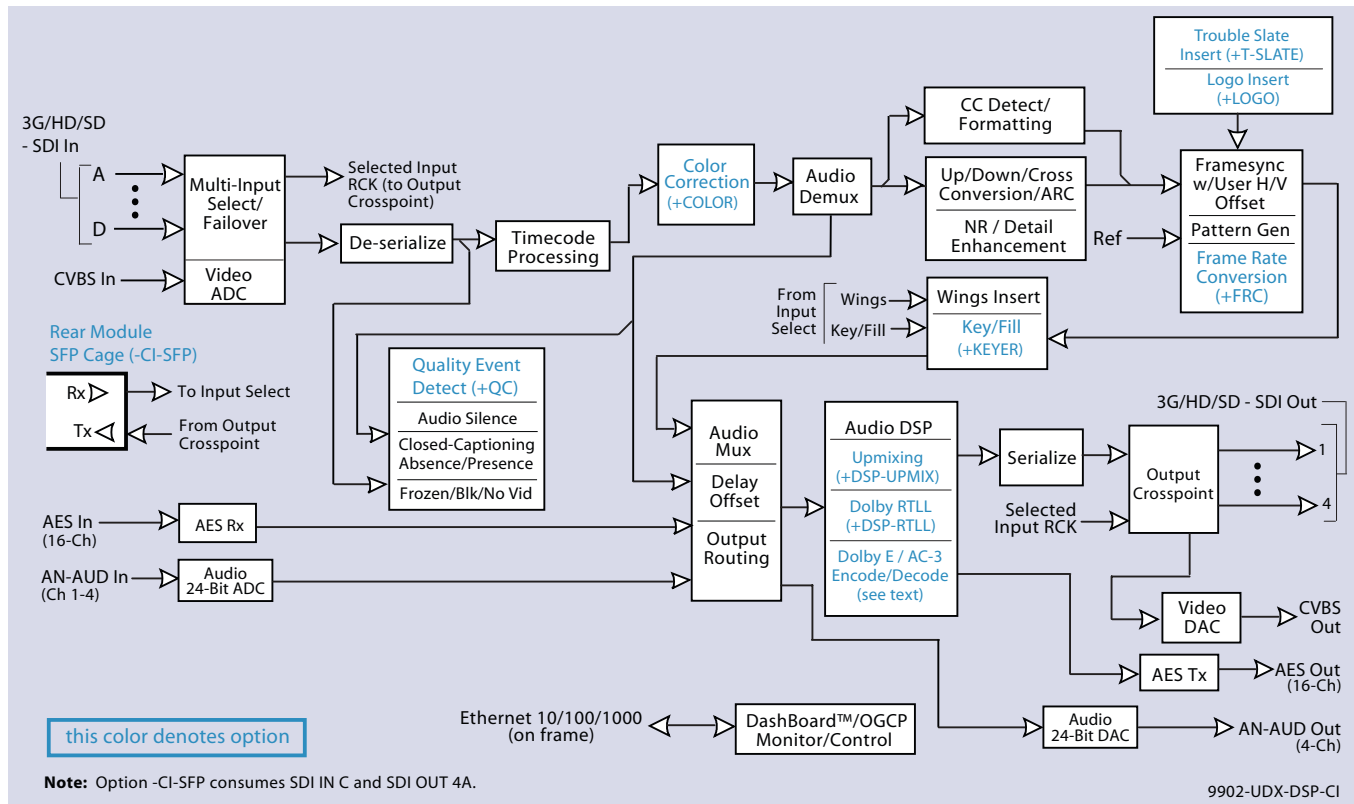 Trouble Slate
Insert (+T-SLATE)
Logo Insert
(+LOGO)
3G/HD/SD
- SDI In
A
D
CVBS In
Multi-Input
Select/
Failover
Video
ADC
Selected Input
RCK (to Output
Crosspoint)
De-serialize
Timecode
Processing
Color
Correction
(+COLOR)
Audio
Demux
CC Detect/
Formatting
Up/Down/Cross
Conversion/ARC
NR / Detail
Enhancement
Ref
Framesync
w/User H/V
Offset
Pattern Gen
Frame Rate
Conversion
(+FRC)
From
Input
Select
Wings
Key/Fill
Wings Insert
Key/Fill
(+KEYER)
Rear Module
SFP Cage (-CI-SFP)
Rx
Tx
To Input Select
From Output
Crosspoint
Quality Event
Detect (+QC)
Audio Silence
Closed-Captioning
Absence/Presence
Frozen/Blk/No Vid
AES In
(16-Ch)
AES Rx
AN-AUD In
(Ch 1-4)
Audio
24-Bit ADC
Audio
Mux
Delay
Offset
Output
Routing
Audio DSP
Upmixing
(+DSP-UPMIX)
Dolby RTLL
(+DSP-RTLL)
Dolby E / AC-3
Encode/Decode
(see text)
Serialize
Selected
Input RCK
Output
Crosspoint
3G/HD/SD - SDI Out
1
4
Video
DAC
CVBS
Out
AES Tx
AES Out
(16-Ch)
Audio
24-Bit DAC
AN-AUD Out
(4-Ch)
Ethernet 10/100/1000
(on frame)
DashBoard™/OGCP
Monitor/Control
this color denotes option
Note: Option -CI-SFP consumes SDI IN C and SDI OUT 4A.
9902-UDX-DSP-CI